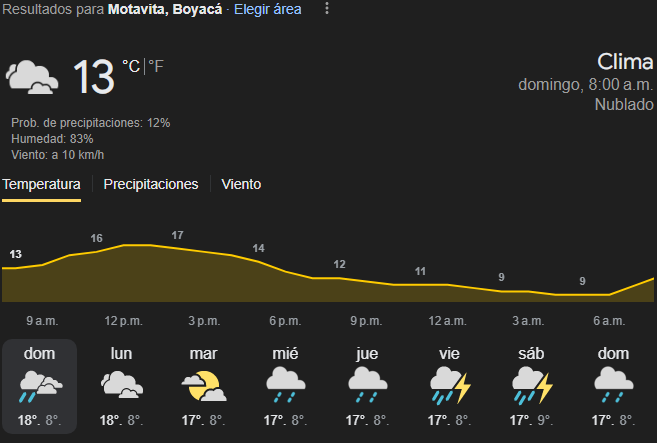 Resultados para Motavita, Boyacá · Elegir área
13 °C | °F
Prob. de precipitaciones: 12%
Humedad: 83%
Viento: a 10 km/h
Clima
domingo, 8:00 a.m.
Nublado
Temperatura Precipitaciones Viento
13 16 17 14 12 11 9 9
9 a.m. 12 p.m. 3 p.m. 6 p.m. 9 p.m. 12 a.m. 3 a.m. 6 a.m.
dom lun mar mié jue vie sáb dom
18° 8° 18° 8° 17° 8° 17° 8° 17° 8° 17° 8° 17° 9° 17° 8°